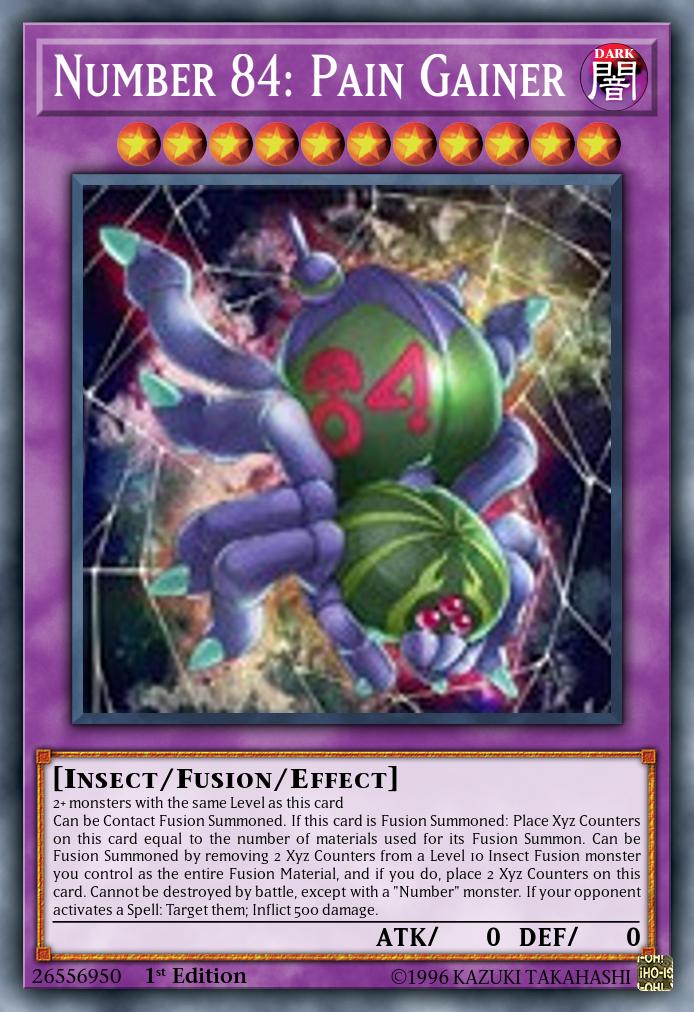 NUMBER 84: PAIN GAINER
DARK
闇
84
[INSECT/FUSION/EFFECT]
2+ monsters with the same Level as this card
Can be Contact Fusion Summoned. If this card is Fusion Summoned: Place Xyz Counters
on this card equal to the number of materials used for its Fusion Summon. Can be
Fusion Summoned by removing 2 Xyz Counters from a Level 10 Insect Fusion monster
you control as the entire Fusion Material, and if you do, place 2 Xyz Counters on this
card. Cannot be destroyed by battle, except with a "Number" monster. If your opponent
activates a Spell: Target them; Inflict 500 damage.
ATK/ 0 DEF/ 0
26556950 1st Edition ©1996 KAZUKI TAKAHASHI